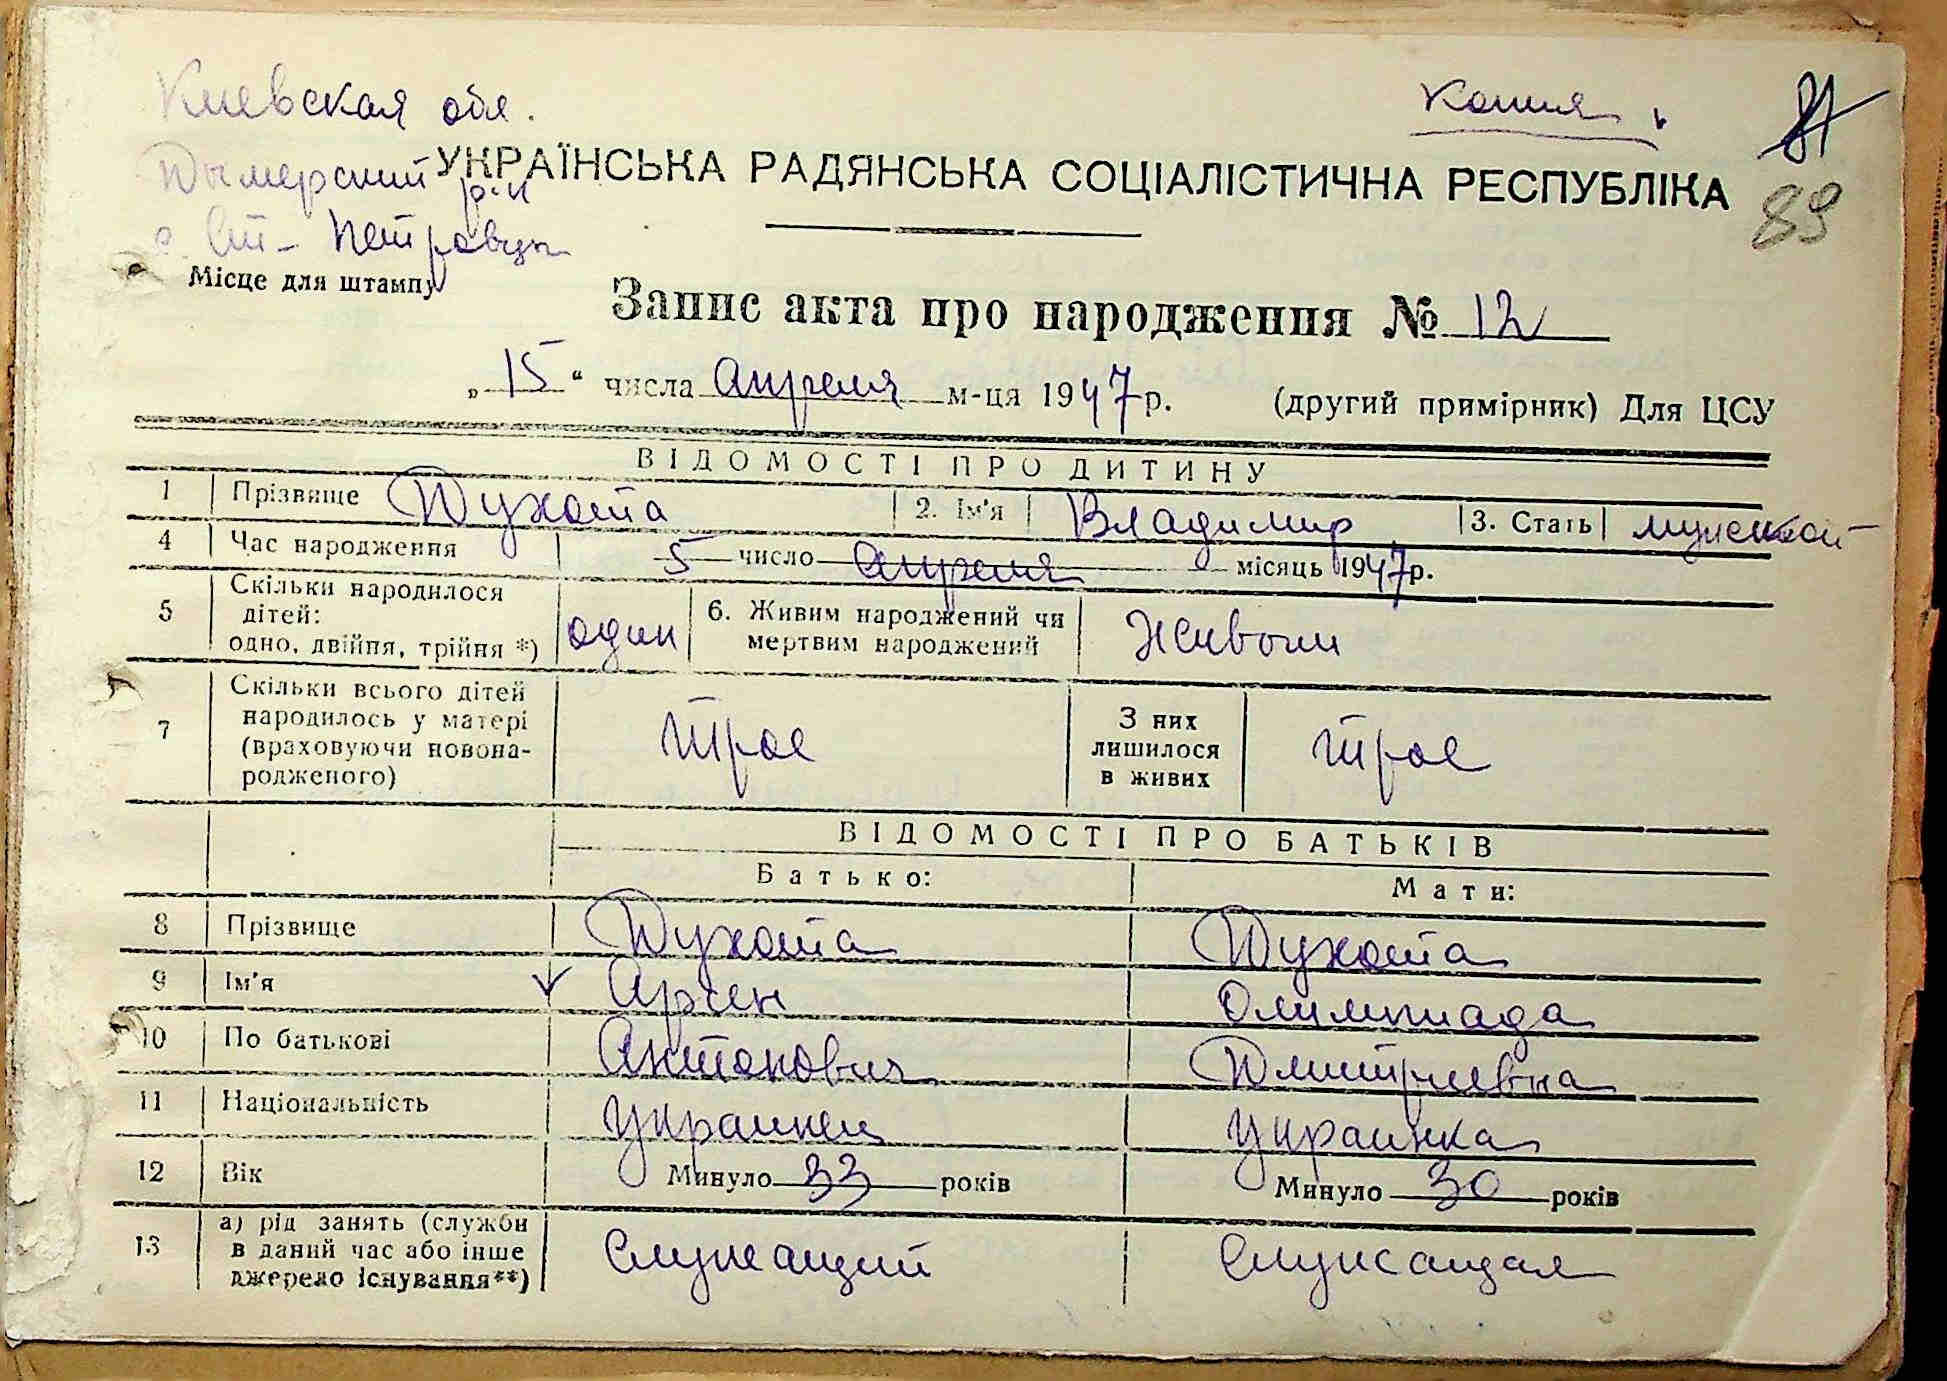 Киевская обл.
Копия
Дымерский р-н
81
УКРАЇНСЬКА РАДЯНСЬКА СОЦІАЛІСТИЧНА РЕСПУБЛІКА
89
с. Ст- Петровцы
Місце для штампу
Запис акта про народження № 12
„15“ числа Апреля м-ця 1947 р. (другий примірник) Для ЦСУ
ВІДОМОСТІ ПРО ДИТИНУ
1 Прізвище Духота 2. Ім'я Владимир 3. Стать мужской
4 Час народження 5 число Апреля місяць 1947 р.
5 Скільки народилося дітей: одно, двійня, трійня *) один 6. Живим народжений чи мертвим народжений Живым
7 Скільки всього дітей народилось у матері (враховуючи новонародженого) Трое З них лишилося в живих Трое
ВІДОМОСТІ ПРО БАТЬКІВ
Батько: Мати:
8 Прізвище Духота Духота
9 Ім'я Арсен Олимпиада
10 По батькові Антонович Дмитриевна
11 Національність Украинец Украинка
12 Вік Минуло 33 років Минуло 30 років
13 а) рід занять (служби в даний час або інше джерело існування**) Служащий Служащая